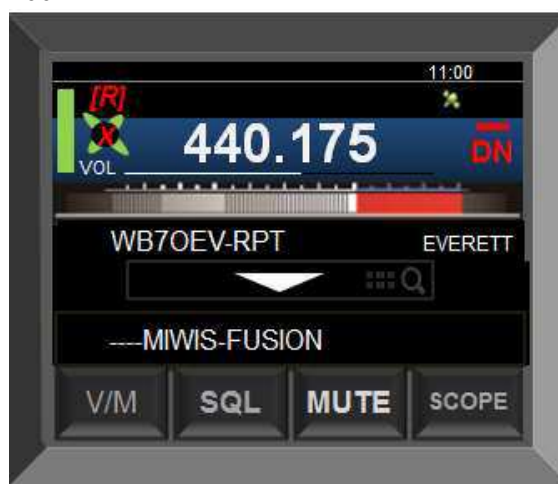 11:00
[R]
X
VOL
440.175
DN
WB7OEV-RPT EVERETT
----MIWIS-FUSION
V/M SQL MUTE SCOPE